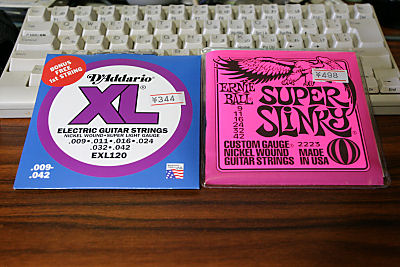 BONUS
FREE
1st STRING
D'Addario
XL
¥344
ELECTRIC GUITAR STRINGS
NICKEL WOUND • SUPER LIGHT GAUGE
.009 • .011 • .016 • .024
.032 • .042
EXL120
.009-
.042
¥498
ERNIE
BALL
SUPER
SLINKY
9
11
16
24
32
42
CUSTOM GAUGE
2223
NICKEL WOUND
GUITAR STRINGS
MADE
IN USA